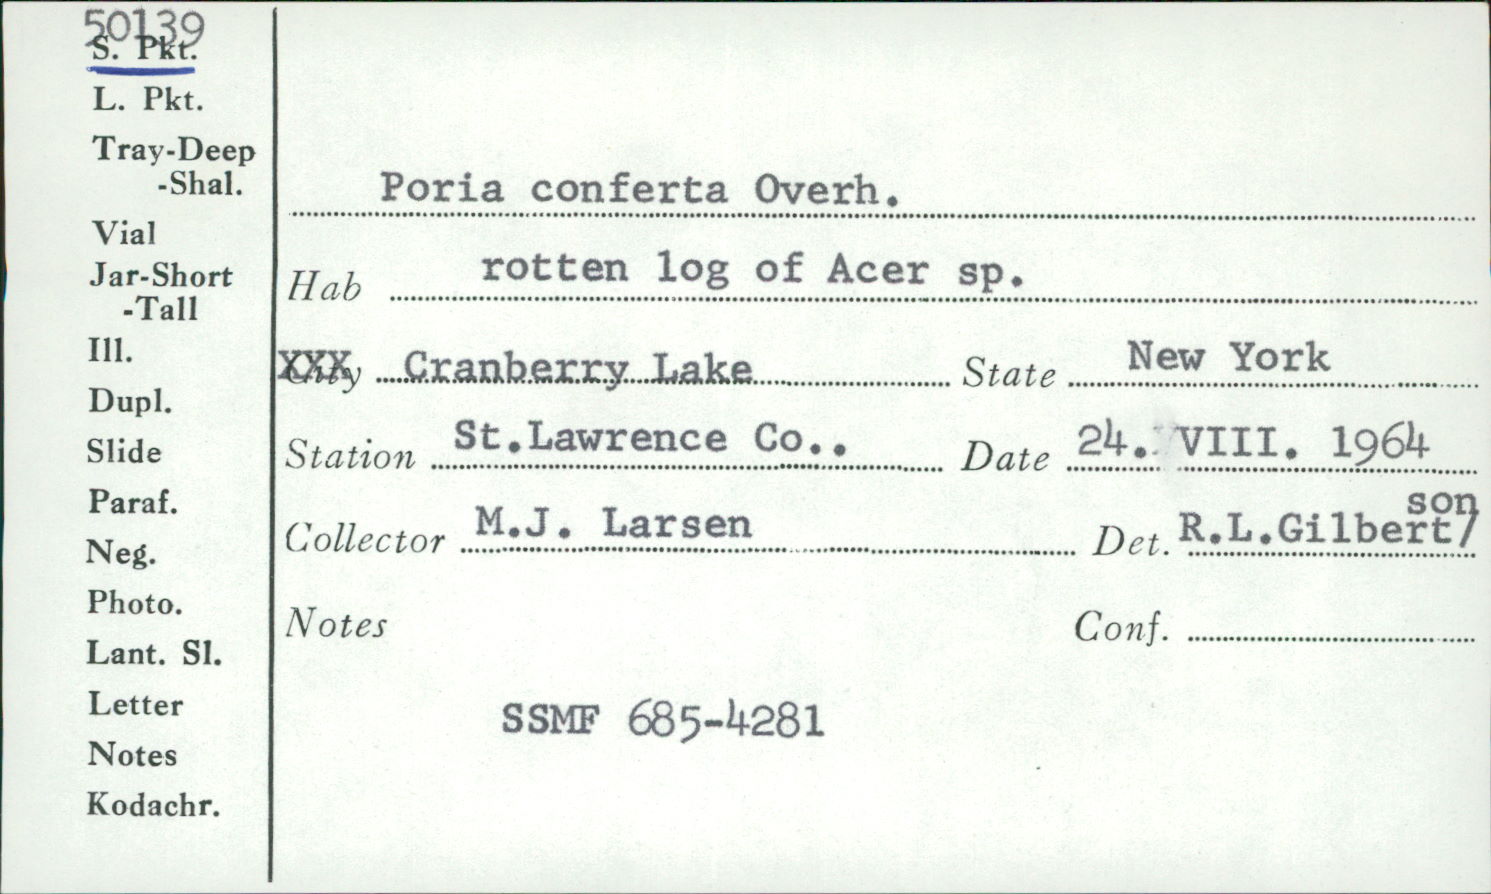 50139
S. Pkt.
L. Pkt.
Tray-Deep
-Shal.
Vial
Jar-Short
-Tall
Ill.
Dupl.
Slide
Paraf.
Neg.
Photo.
Lant. Sl.
Letter
Notes
Kodachr.
Poria conferta Overh.
Hab rotten log of Acer sp.
XXX City Cranberry Lake State New York
Station St.Lawrence Co.. Date 24. VIII. 1964
son
Collector M.J. Larsen Det. R.L.Gilbert/
Notes Conf.
SSMF 685-4281